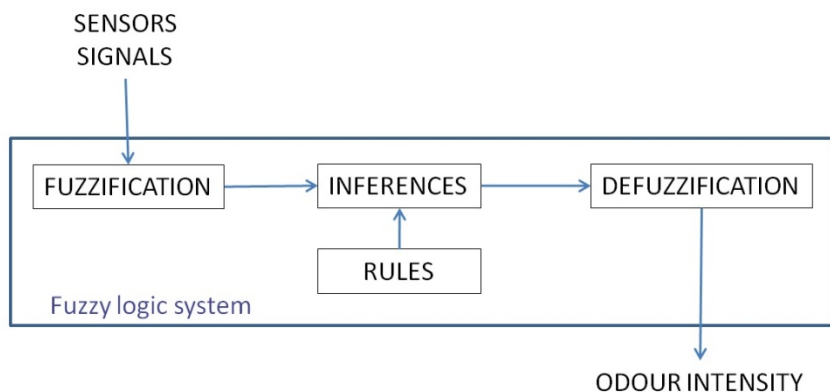 SENSORS
SIGNALS
FUZZIFICATION
INFERENCES
DEFUZZIFICATION
RULES
Fuzzy logic system
ODOUR INTENSITY